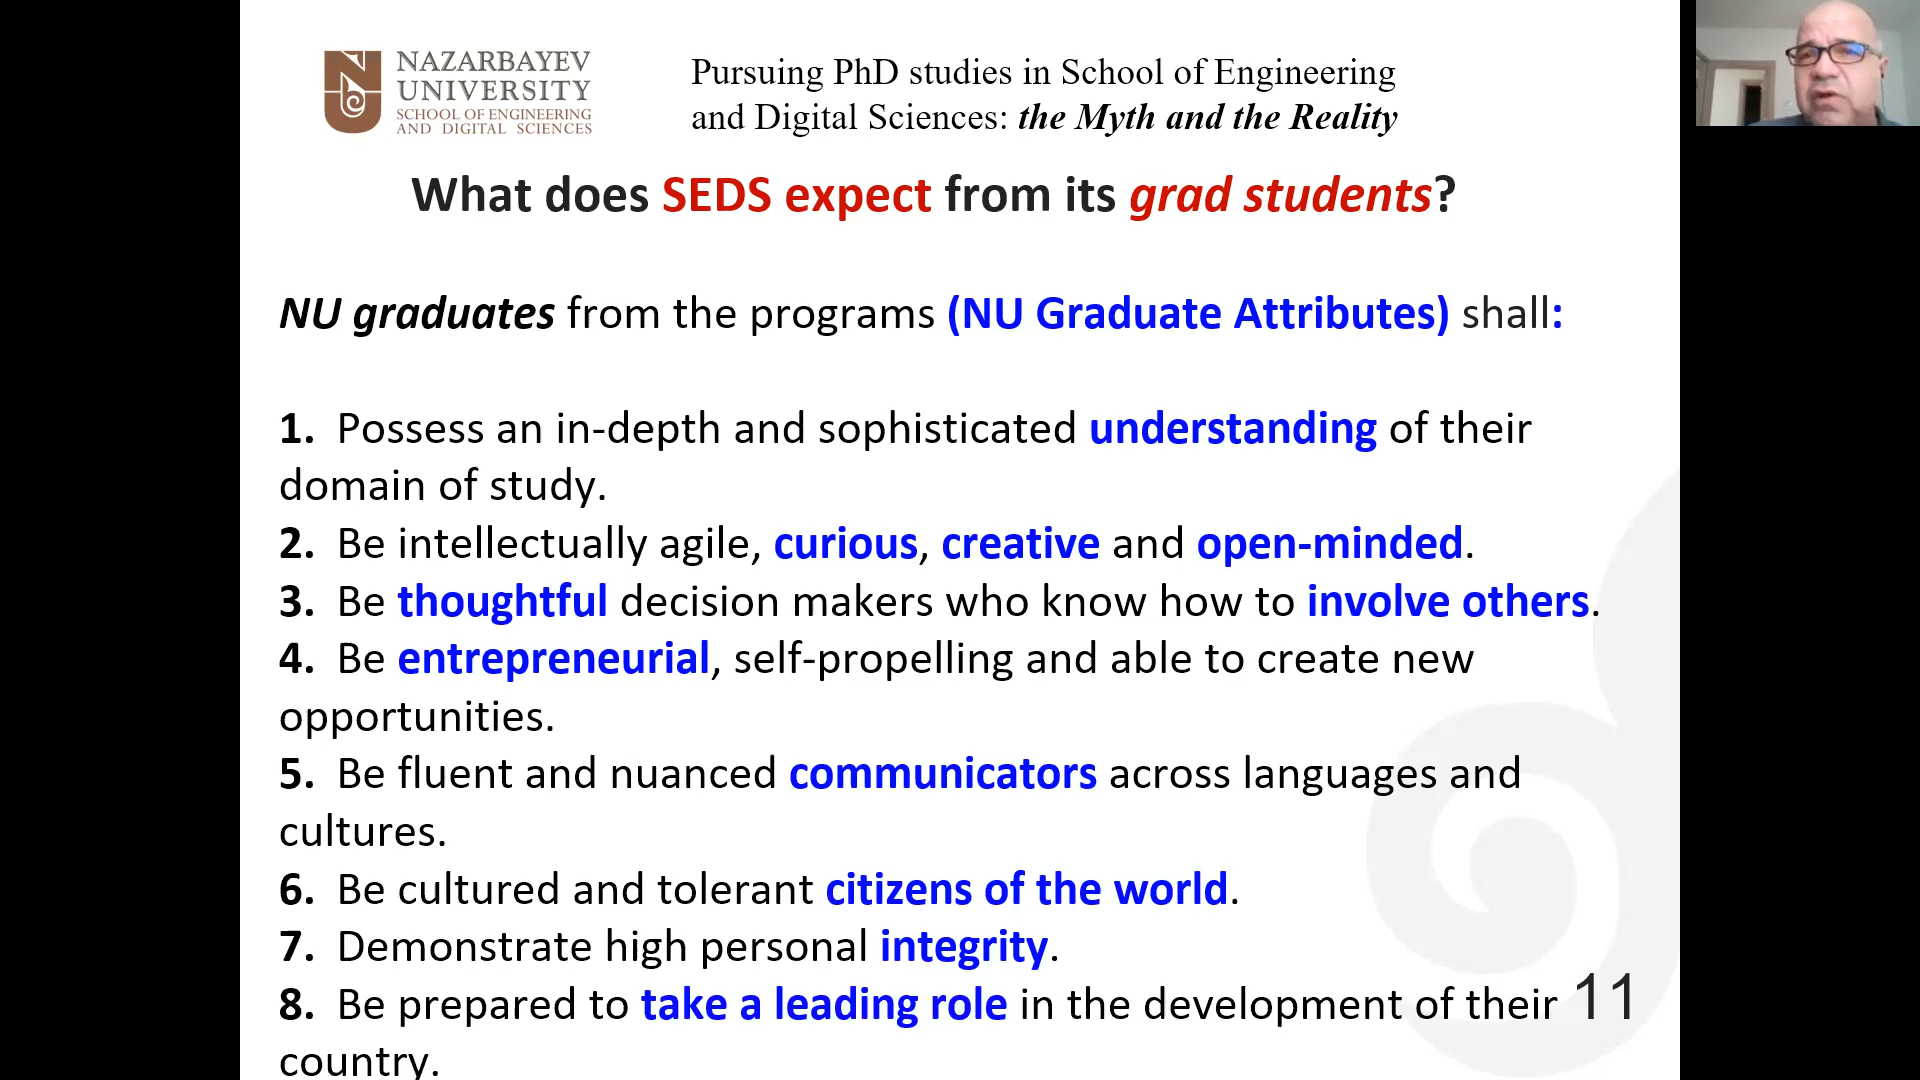 NAZARBAYEV
UNIVERSITY
SCHOOL OF ENGINEERING
AND DIGITAL SCIENCES
Pursuing PhD studies in School of Engineering
and Digital Sciences: the Myth and the Reality
What does SEDS expect from its grad students?
NU graduates from the programs (NU Graduate Attributes) shall:
1. Possess an in-depth and sophisticated understanding of their
domain of study.
2. Be intellectually agile, curious, creative and open-minded.
3. Be thoughtful decision makers who know how to involve others.
4. Be entrepreneurial, self-propelling and able to create new
opportunities.
5. Be fluent and nuanced communicators across languages and
cultures.
6. Be cultured and tolerant citizens of the world.
7. Demonstrate high personal integrity.
8. Be prepared to take a leading role in the development of their
country.
11